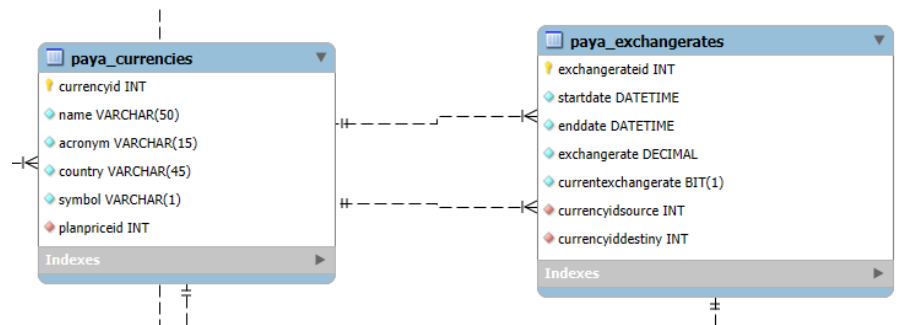 paya_currencies
currencyid INT
name VARCHAR(50)
acronym VARCHAR(15)
country VARCHAR(45)
symbol VARCHAR(1)
planpriceid INT
Indexes
paya_exchangerates
exchangerateid INT
startdate DATETIME
enddate DATETIME
exchangerate DECIMAL
currentexchangerate BIT(1)
currencyidsource INT
currencyiddestiny INT
Indexes